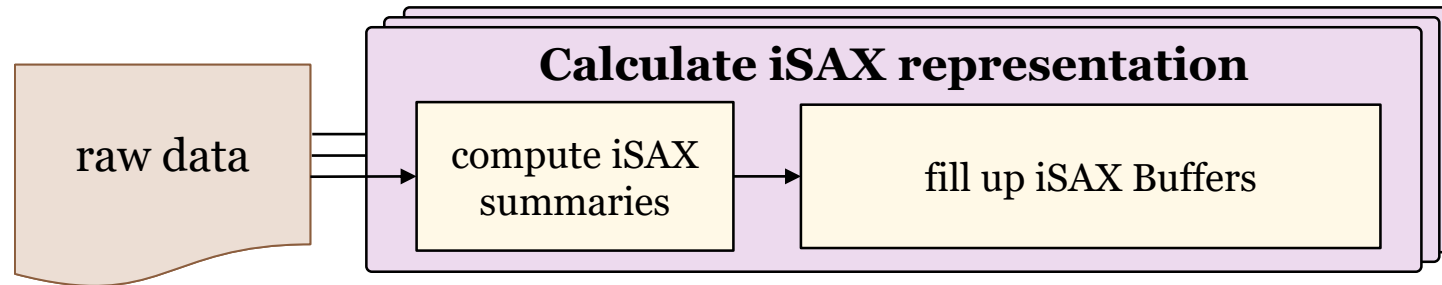 Calculate iSAX representation
raw data
compute iSAX
summaries
fill up iSAX Buffers